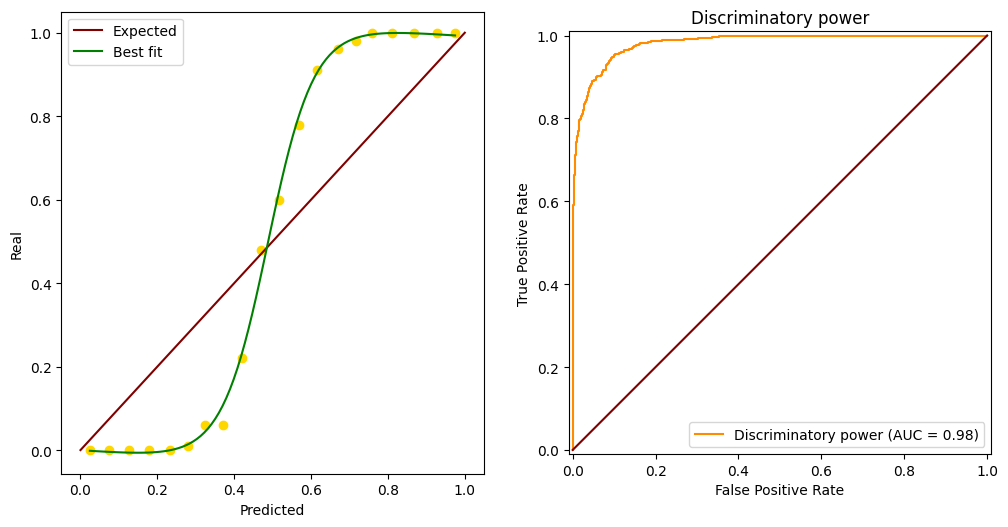 Expected
Best fit
1.0
0.8
0.6
0.4
0.2
0.0
Real
0.0 0.2 0.4 0.6 0.8 1.0
Predicted
Discriminatory power
1.0
0.8
0.6
0.4
0.2
0.0
True Positive Rate
Discriminatory power (AUC = 0.98)
0.0 0.2 0.4 0.6 0.8 1.0
False Positive Rate